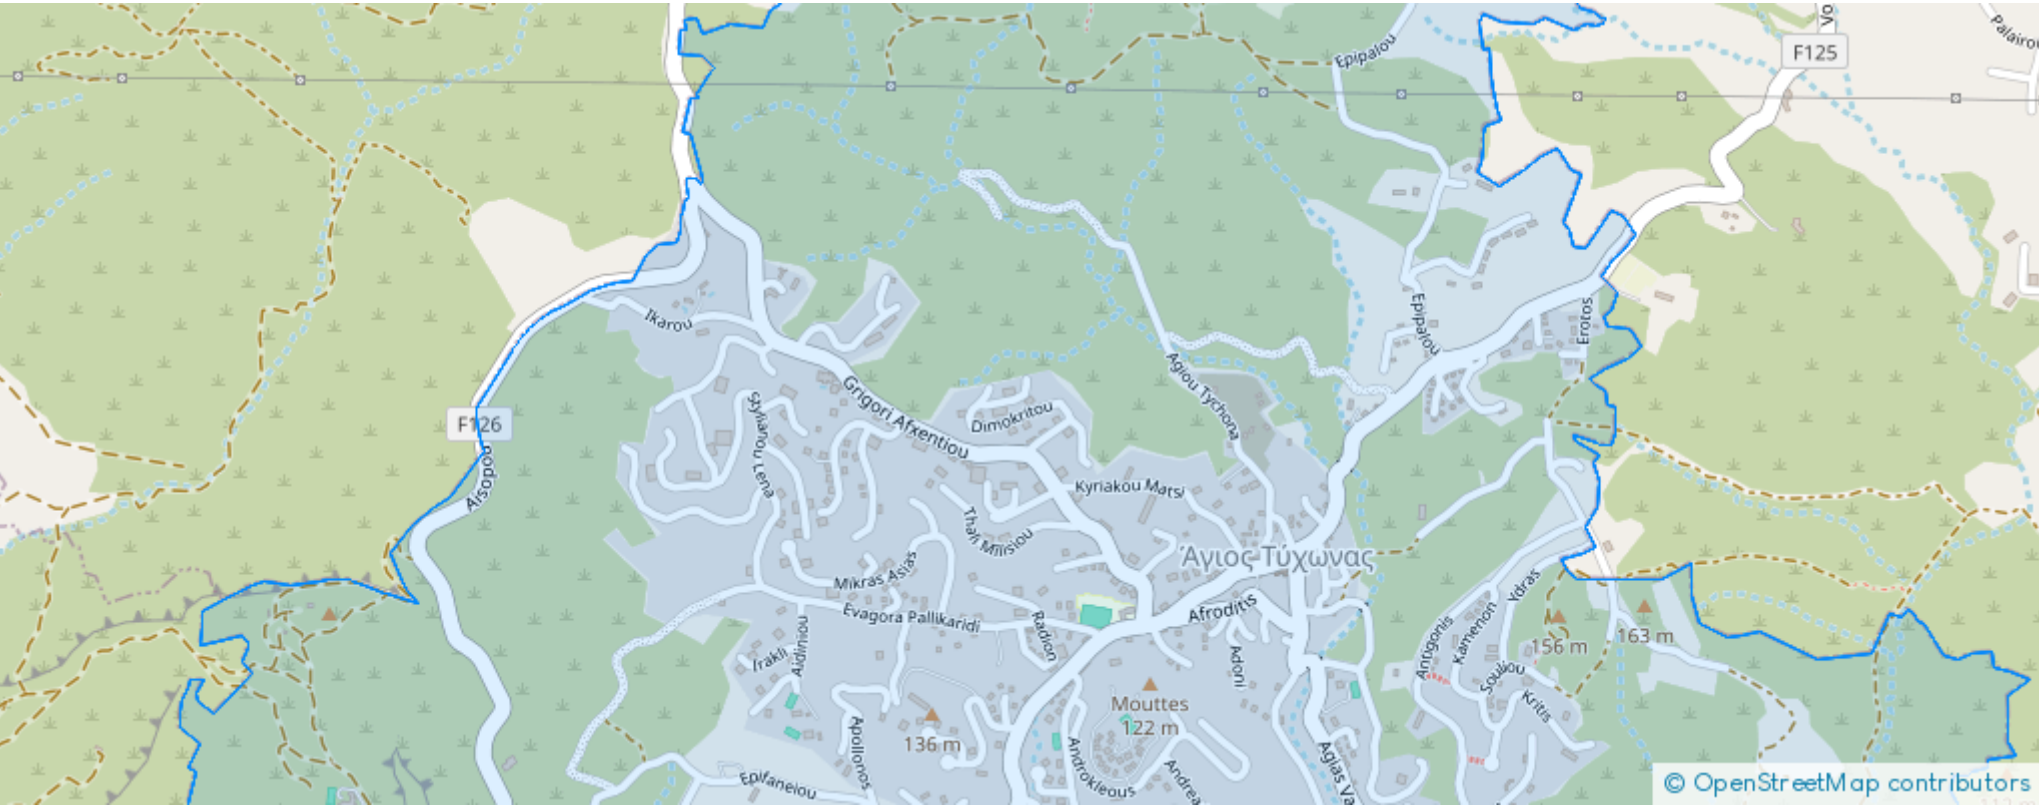 Vo
Palairo
F125
Epipalou
Ikarou
Epipalou
Erotos
Agiou Tychona
Grigori Afxentiou
Dimokritou
Stylianou Lena
F126
Aisopou
Kyriakou Matsi
Thali Milisiou
Άγιος Τύχωνας
Mikras Asias
Evagora Pallikaridi
Afroditis
Radion
Adoni
Irakli
Aidiniou
Ydras
Kamenon
Antigonis
Souliou
Kritis
156 m
163 m
Mouttes
122 m
136 m
Apollonos
Androkleous
Andrea
Agias Va
Epifaneiou
© OpenStreetMap contributors